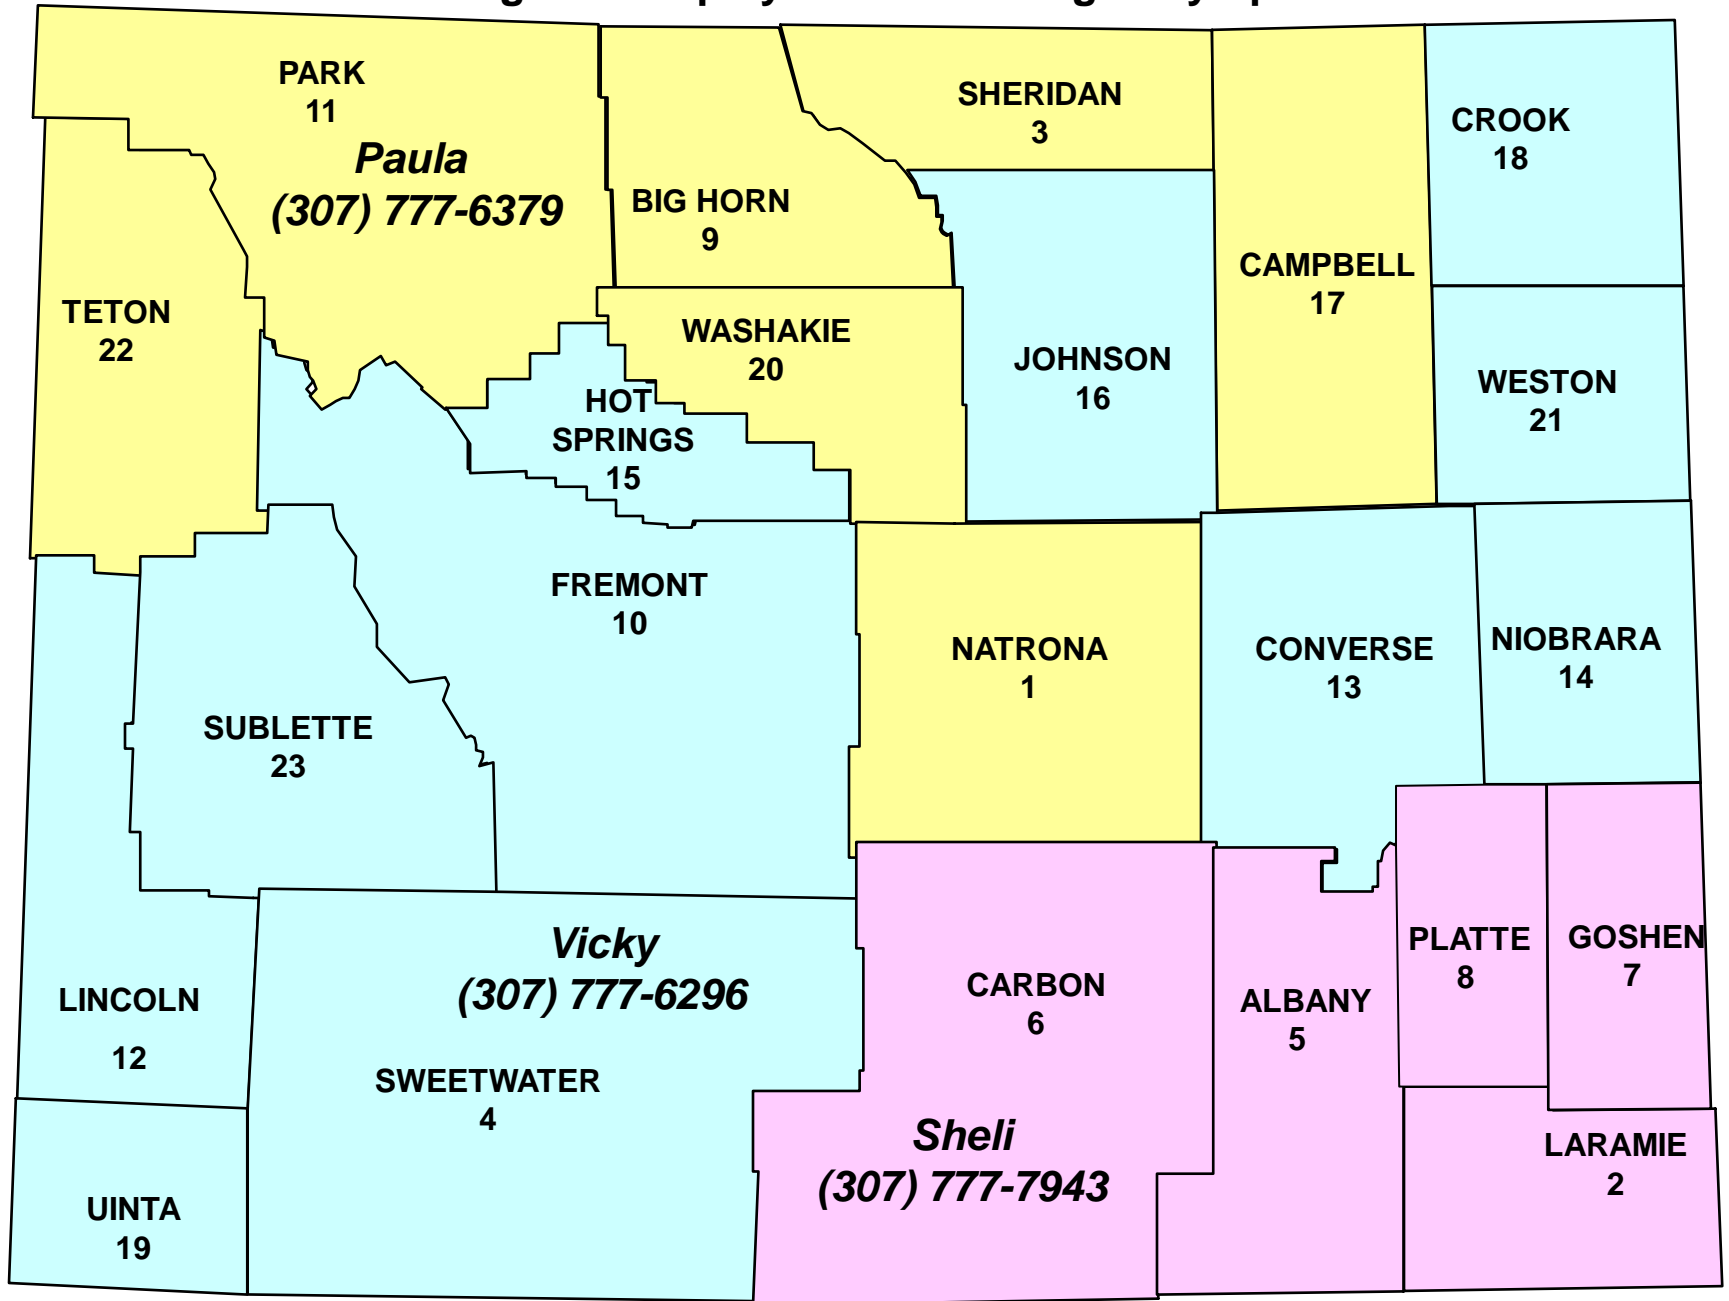 PARK
11
Paula
(307) 777-6379
BIG HORN
9
SHERIDAN
3
CROOK
18
TETON
22
WASHAKIE
20
CAMPBELL
17
JOHNSON
16
HOT
SPRINGS
15
WESTON
21
FREMONT
10
NATRONA
1
CONVERSE
13
NIOBRARA
14
SUBLETTE
23
Vicky
(307) 777-6296
LINCOLN
12
SWEETWATER
4
CARBON
6
ALBANY
5
PLATTE
8
GOSHEN
7
Sheli
(307) 777-7943
LARAMIE
2
UINTA
19